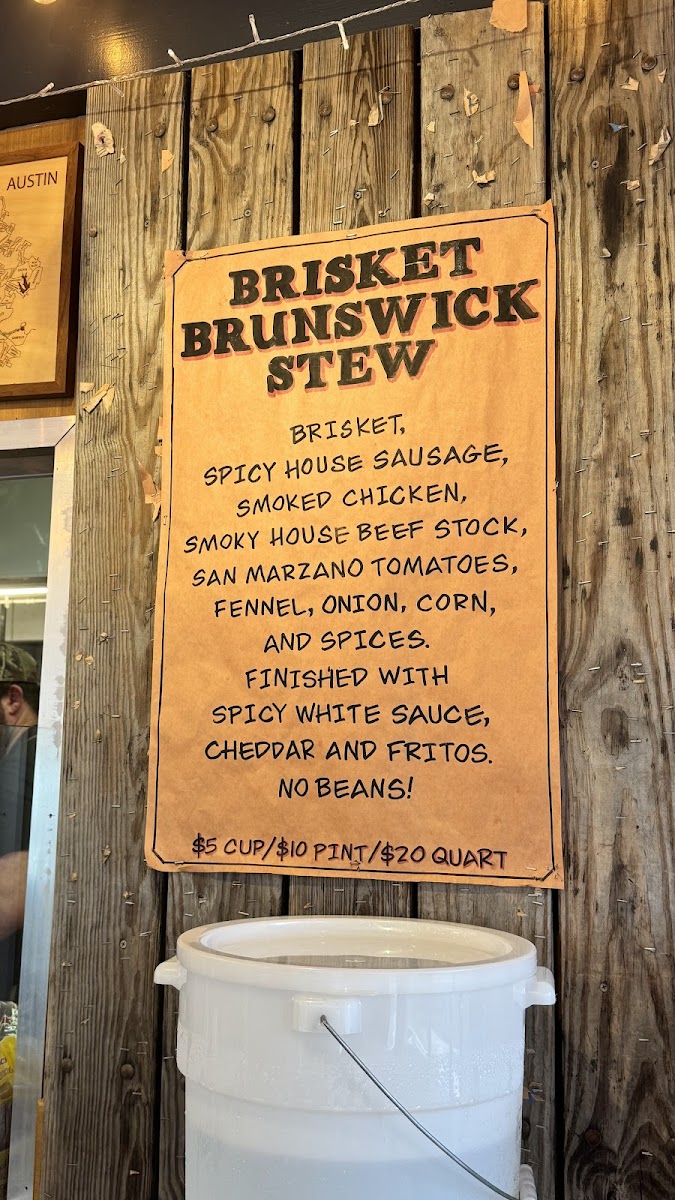 AUSTIN
BRISKET
BRUNSWICK
STEW
BRISKET,
SPICY HOUSE SAUSAGE,
SMOKED CHICKEN,
SMOKY HOUSE BEEF STOCK,
SAN MARZANO TOMATOES,
FENNEL, ONION, CORN,
AND SPICES.
FINISHED WITH
SPICY WHITE SAUCE,
CHEDDAR AND FRITOS.
NO BEANS!
$5 CUP/$10 PINT/$20 QUART